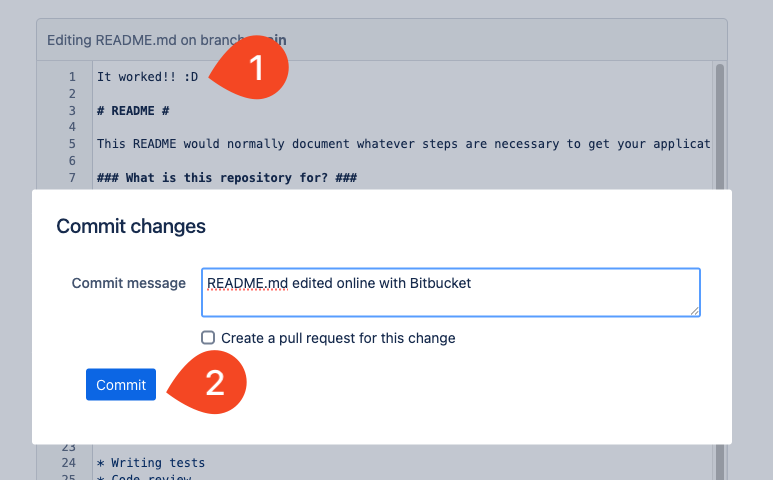 Editing README.md on branch main
1
1 It worked!! :D
2
3 # README #
4
5 This README would normally document whatever steps are necessary to get your applicat
6
7 ### What is this repository for? ###
Commit changes
Commit message README.md edited online with Bitbucket
Create a pull request for this change
Commit 2
23
24 * Writing tests
25 * Code review